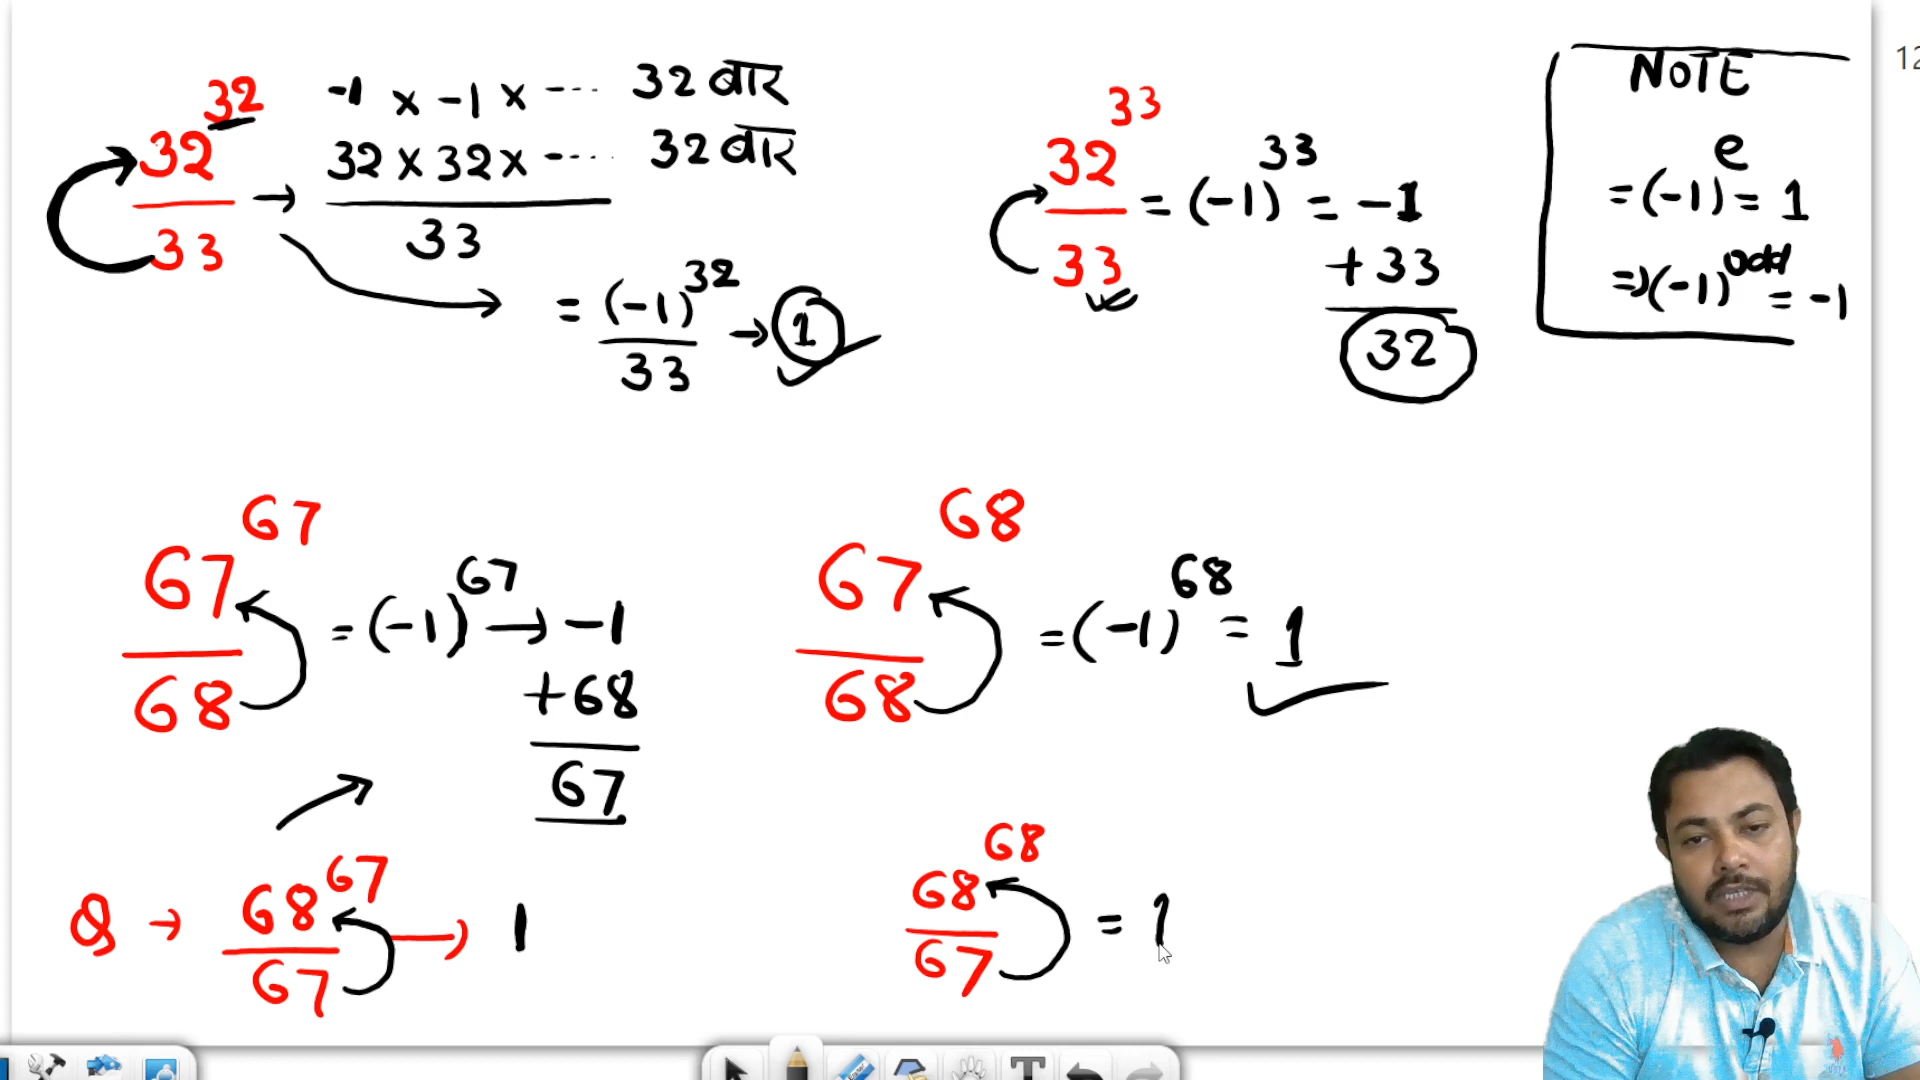 32^32 / 33 → -1 × -1 × ---- 32 बार
32 × 32 × ---- 32 बार / 33
= (-1)^32 / 33 → 1
32^33 / 33 = (-1)^33 = -1
+33
32
NOTE
= (-1)^e = 1
⇒ (-1)^odd = -1
67^67 / 68 = (-1)^67 → -1
+68
67
67^68 / 68 = (-1)^68 = 1
Q → 68^67 / 67 → 1
68^68 / 67 = 1
12